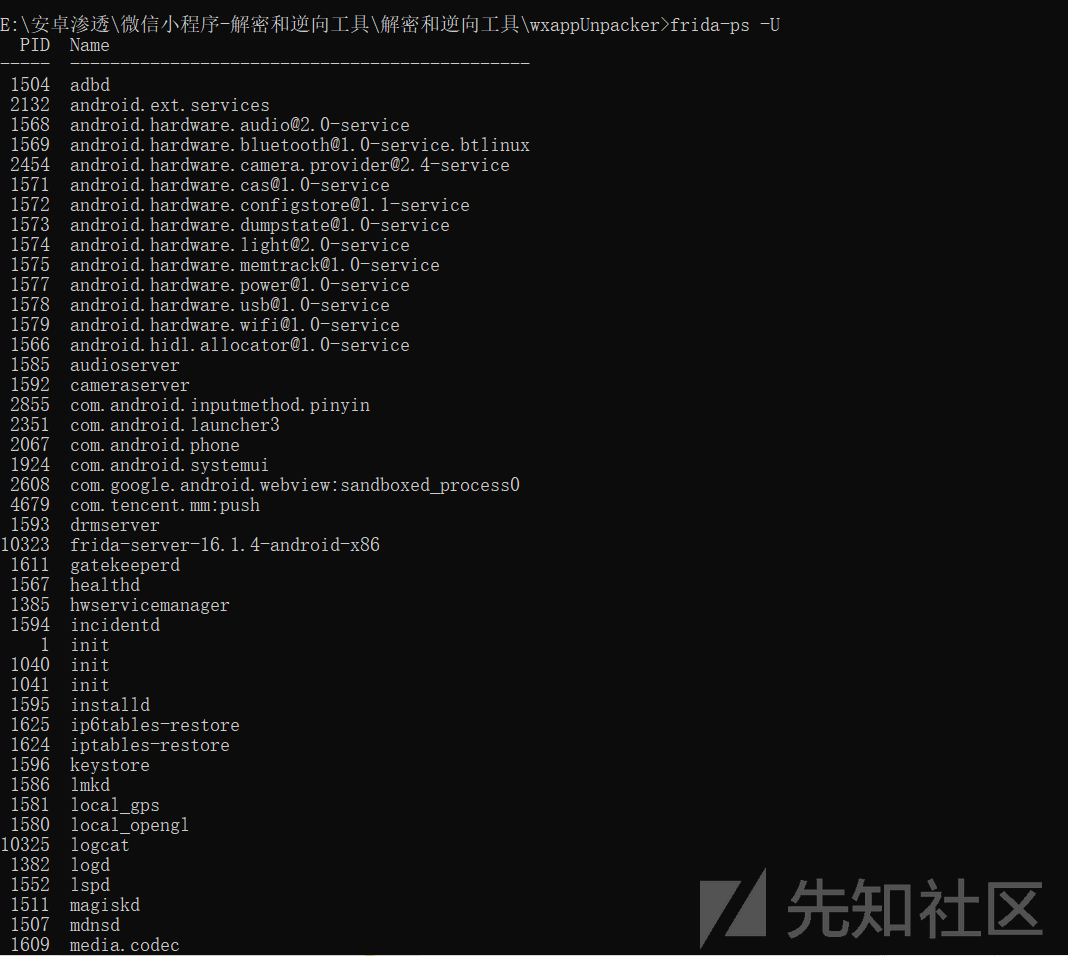 E:\安卓渗透\微信小程序-解密和逆向工具\解密和逆向工具\wxappUnpacker>frida-ps -U
  PID  Name
-----  ----------------------------------------------
 1504  adbd
 2132  android.ext.services
 1568  android.hardware.audio@2.0-service
 1569  android.hardware.bluetooth@1.0-service.btlinux
 2454  android.hardware.camera.provider@2.4-service
 1571  android.hardware.cas@1.0-service
 1572  android.hardware.configstore@1.1-service
 1573  android.hardware.dumpstate@1.0-service
 1574  android.hardware.light@2.0-service
 1575  android.hardware.memtrack@1.0-service
 1577  android.hardware.power@1.0-service
 1578  android.hardware.usb@1.0-service
 1579  android.hardware.wifi@1.0-service
 1566  android.hidl.allocator@1.0-service
 1585  audioserver
 1592  cameraserver
 2855  com.android.inputmethod.pinyin
 2351  com.android.launcher3
 2067  com.android.phone
 1924  com.android.systemui
 2608  com.google.android.webview:sandboxed_process0
 4679  com.tencent.mm:push
 1593  drmserver
10323  frida-server-16.1.4-android-x86
 1611  gatekeeperd
 1567  healthd
 1385  hwservicemanager
 1594  incidentd
    1  init
 1040  init
 1041  init
 1595  installd
 1625  ip6tables-restore
 1624  iptables-restore
 1596  keystore
 1586  lmkd
 1581  local_gps
 1580  local_opengl
10325  logcat
 1382  logd
 1552  lspd
 1511  magiskd
 1507  mdnsd
 1609  media.codec
先知社区